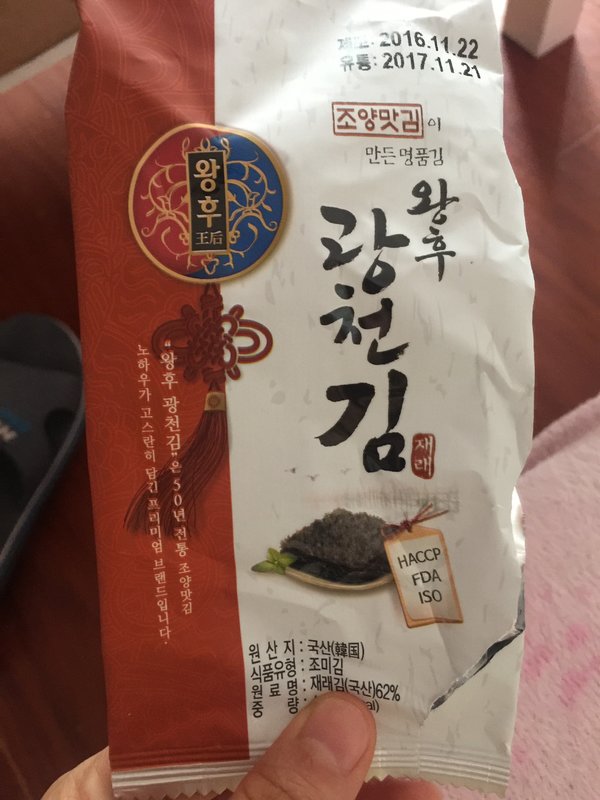 제조: 2016.11.22
유통: 2017.11.21
조양맛김이
만든 명품김
왕후
광천김
재래
왕후
王后
"왕후 광천김"은 50년 전통 조양맛김
노하우가 고스란히 담긴 프리미엄 브랜드입니다.
HACCP
FDA
ISO
원산지 : 국산(韓国)
식품유형 : 조미김
원료명 : 재래김(국산)62%
중량 :